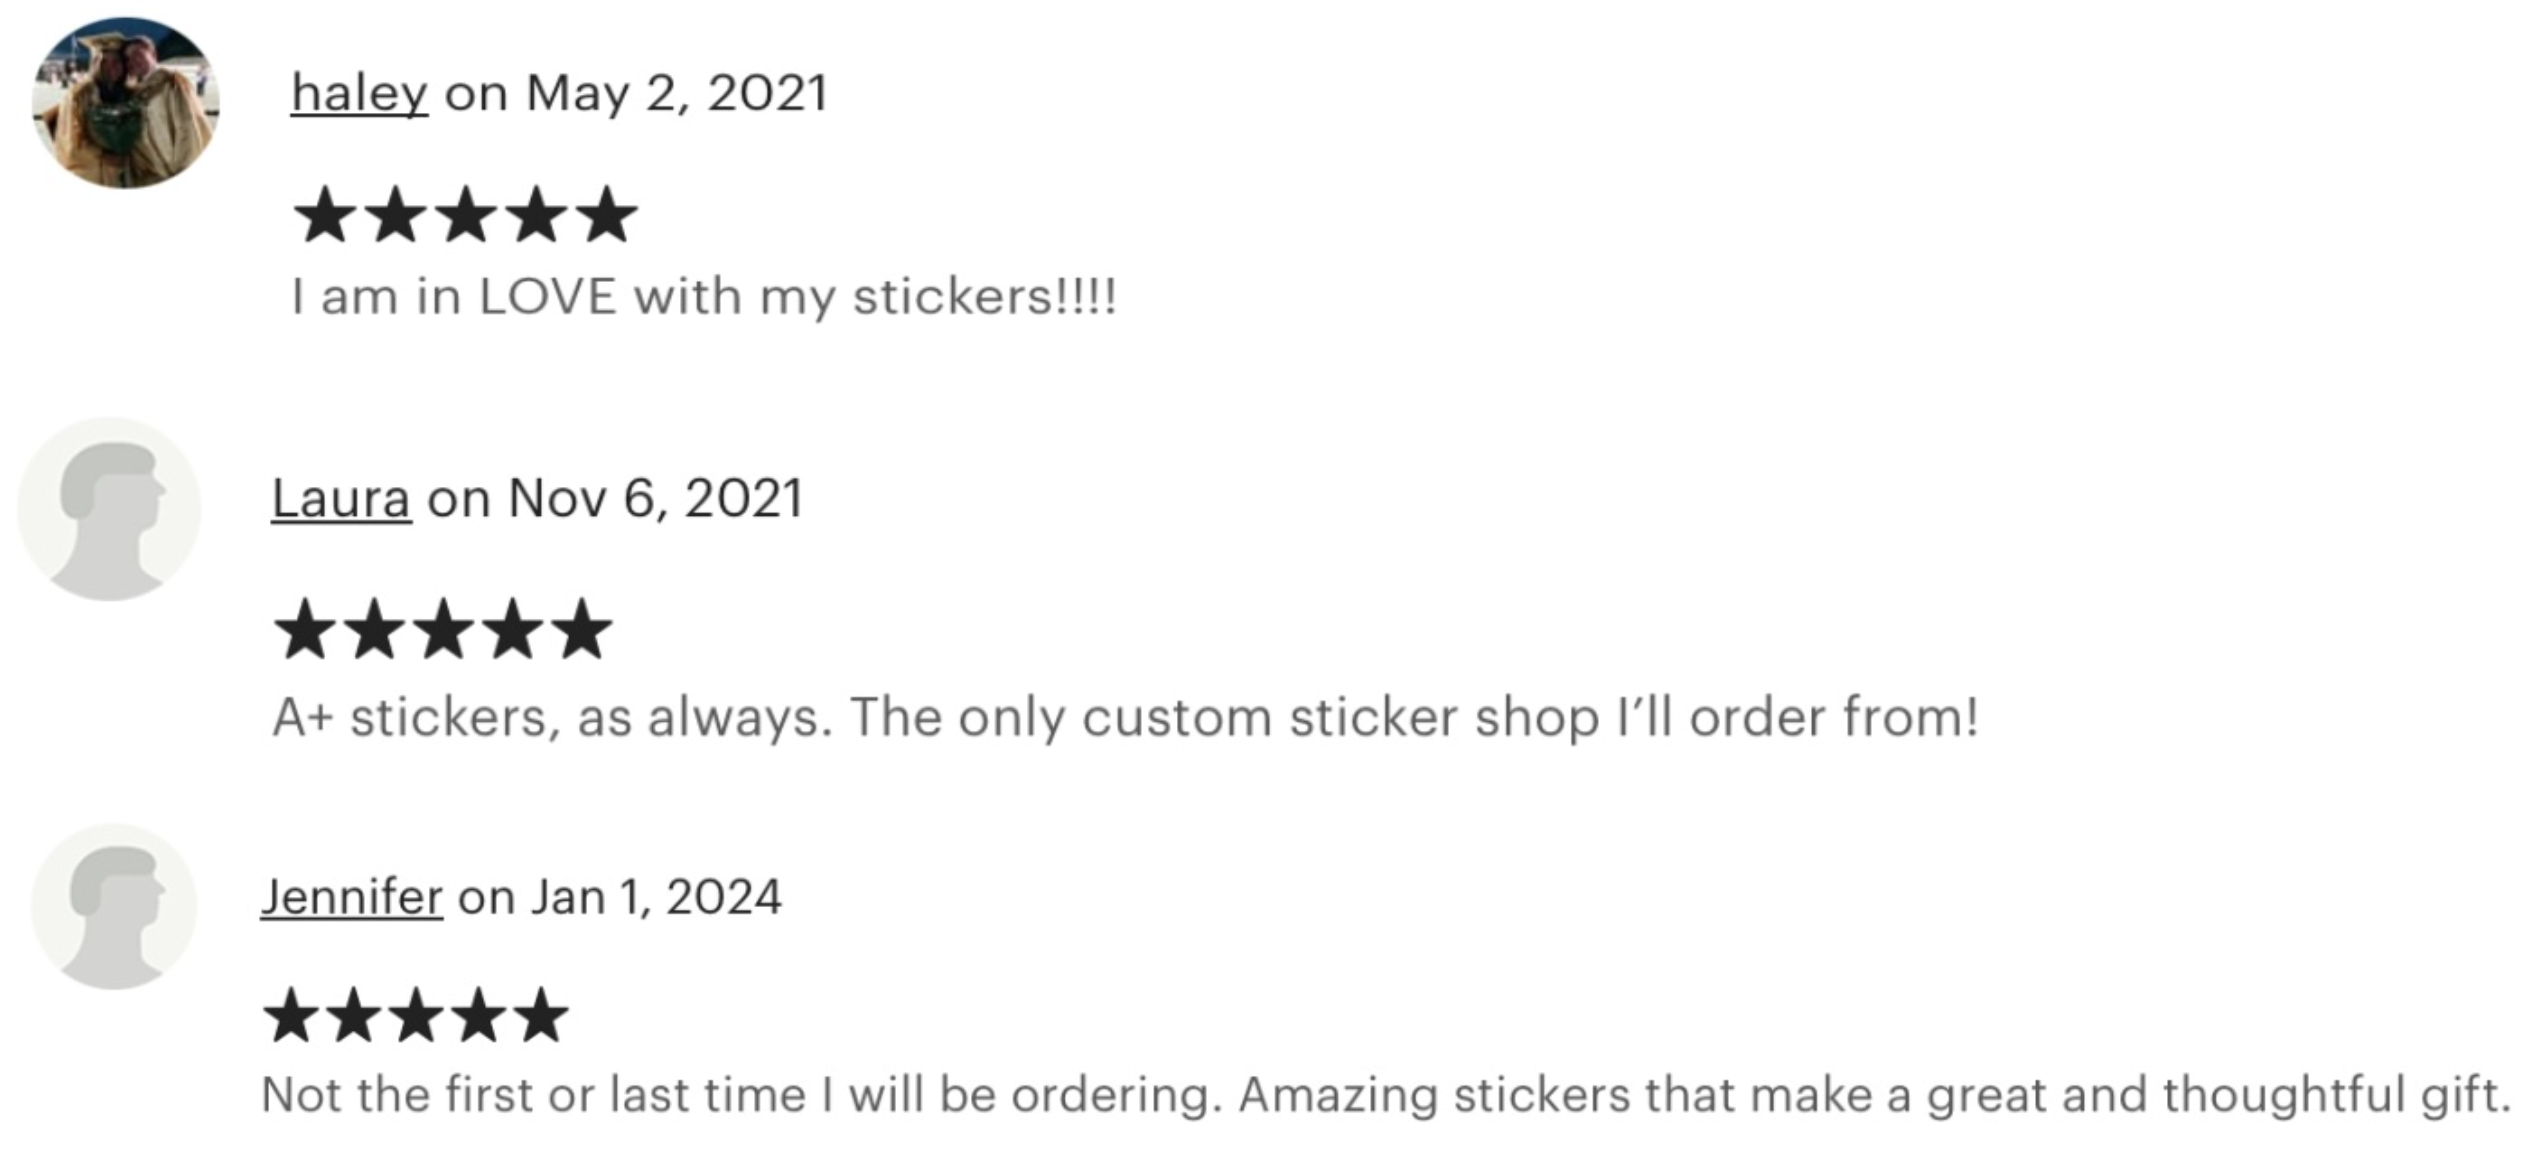 haley on May 2, 2021
★★★★★
I am in LOVE with my stickers!!!!
Laura on Nov 6, 2021
★★★★★
A+ stickers, as always. The only custom sticker shop I’ll order from!
Jennifer on Jan 1, 2024
★★★★★
Not the first or last time I will be ordering. Amazing stickers that make a great and thoughtful gift.